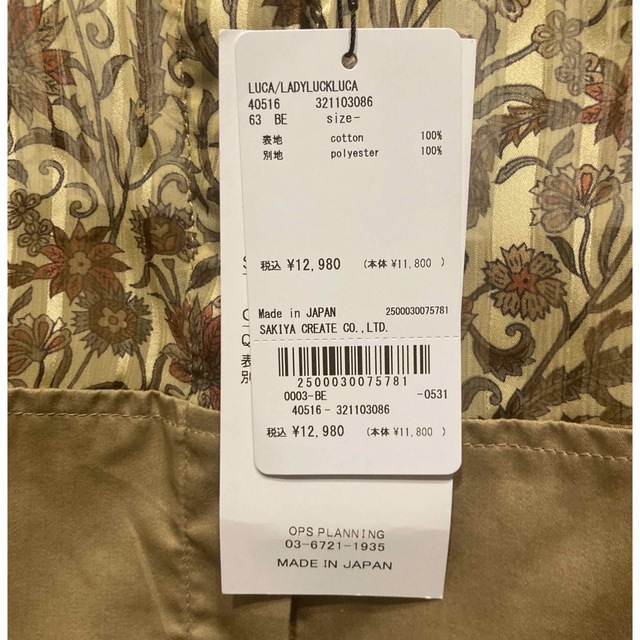 LUCA/LADYLUCKLUCA
40516 321103086
63 BE size-
表地 cotton 100%
別地 polyester 100%
税込 ¥12,980 (本体 ¥11,800 )
Made in JAPAN 2500030075781
SAKIYA CREATE CO.,LTD.
2500030075781
0003-BE -0531
40516- 321103086
税込 ¥12,980 (本体 ¥11,800 )
表
別
OPS PLANNING
03-6721-1935
MADE IN JAPAN